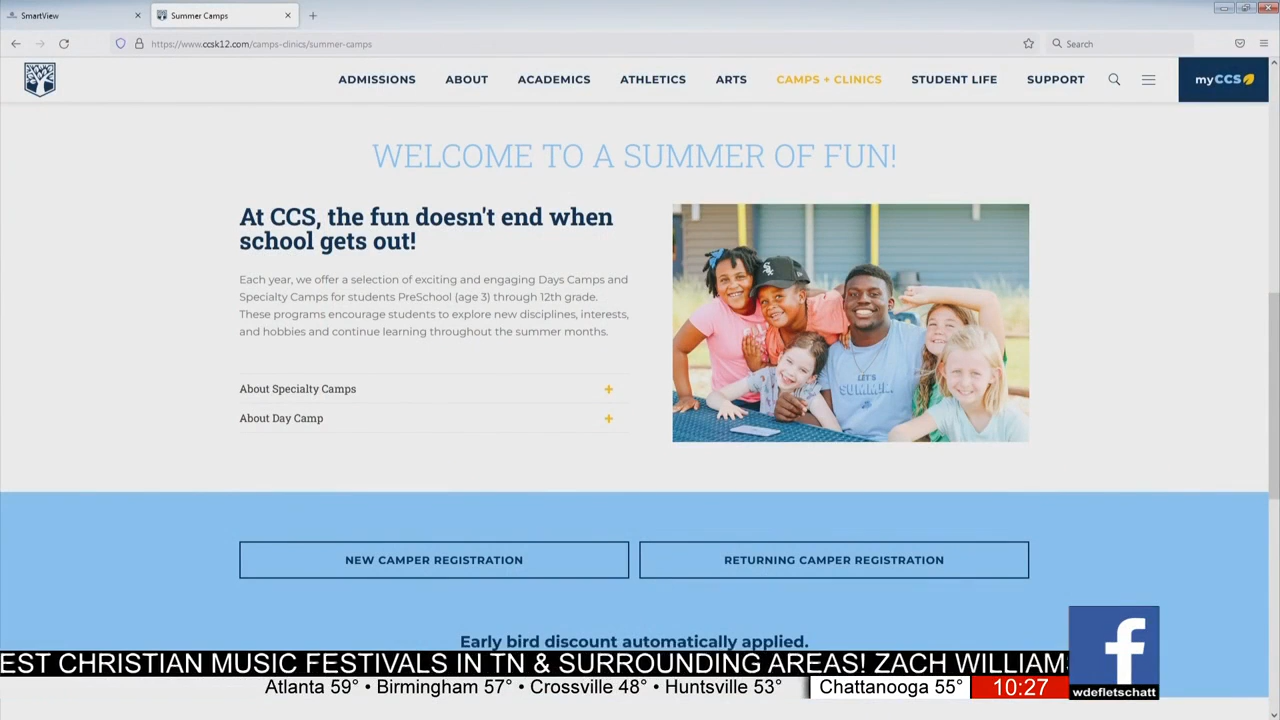 SmartView
Summer Camps
https://www.ccsk12.com/camps-clinics/summer-camps
Search
ADMISSIONS ABOUT ACADEMICS ATHLETICS ARTS CAMPS + CLINICS STUDENT LIFE SUPPORT
myCCS
WELCOME TO A SUMMER OF FUN!
At CCS, the fun doesn't end when
school gets out!
Each year, we offer a selection of exciting and engaging Days Camps and
Specialty Camps for students PreSchool (age 3) through 12th grade.
These programs encourage students to explore new disciplines, interests,
and hobbies and continue learning throughout the summer months.
About Specialty Camps +
About Day Camp +
LET'S
SUMMER.
NEW CAMPER REGISTRATION
RETURNING CAMPER REGISTRATION
Early bird discount automatically applied.
EST CHRISTIAN MUSIC FESTIVALS IN TN & SURROUNDING AREAS! ZACH WILLIAM
Atlanta 59° • Birmingham 57° • Crossville 48° • Huntsville 53°
Chattanooga 55°
10:27
f
wdefletschatt